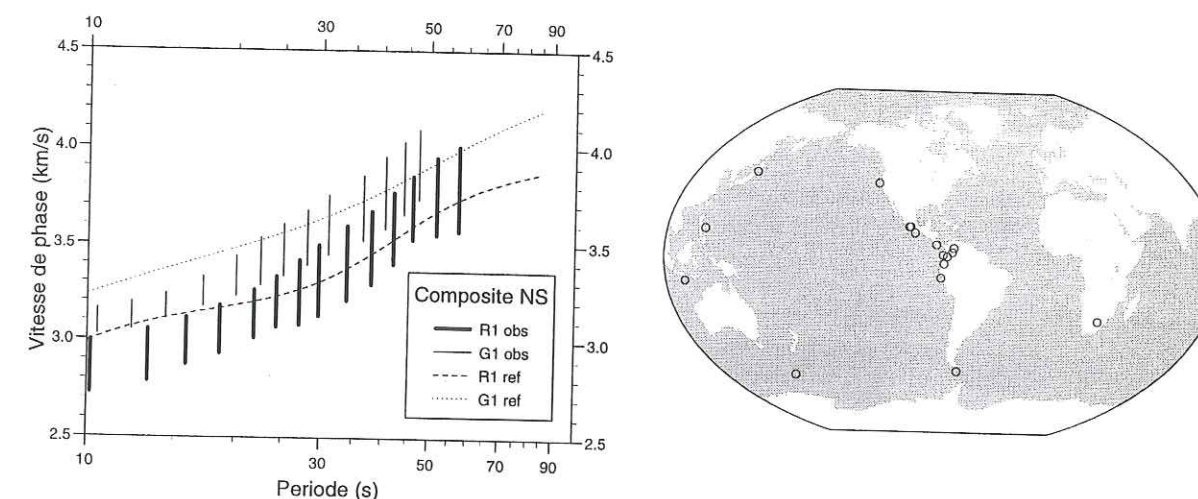 10 30 50 70 90
4.5 4.5
4.0 4.0
3.5 3.5
3.0 3.0
2.5 2.5
10 30 50 70 90
Vitesse de phase (km/s)
Periode (s)
Composite NS
R1 obs
G1 obs
R1 ref
G1 ref